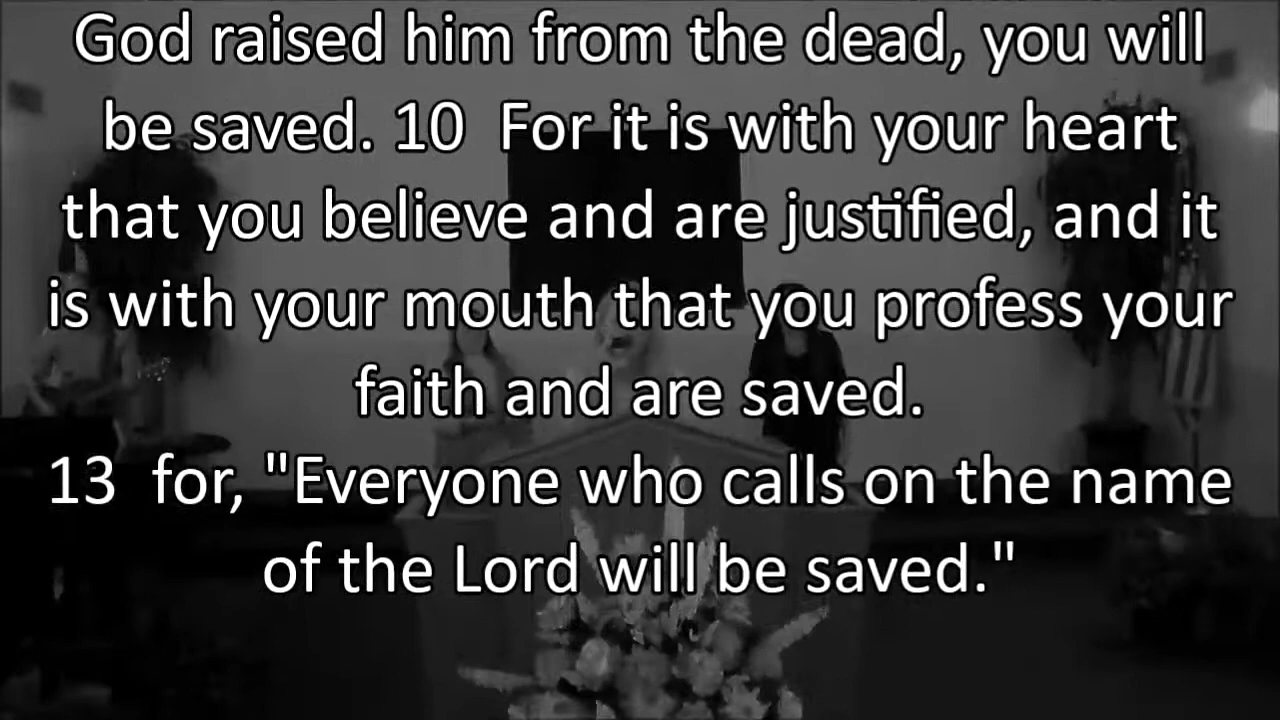 God raised him from the dead, you will
be saved. 10  For it is with your heart
that you believe and are justified, and it
is with your mouth that you profess your
faith and are saved.
13  for, "Everyone who calls on the name
of the Lord will be saved."